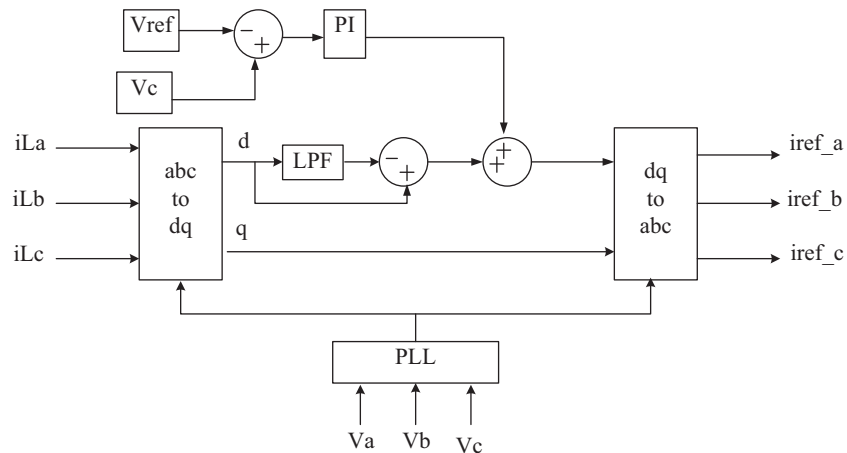 Vref
PI
− +
Vc
iLa
iLb
iLc
abc
to
dq
d
LPF
− +
+ +
q
dq
to
abc
iref_a
iref_b
iref_c
PLL
Va Vb Vc